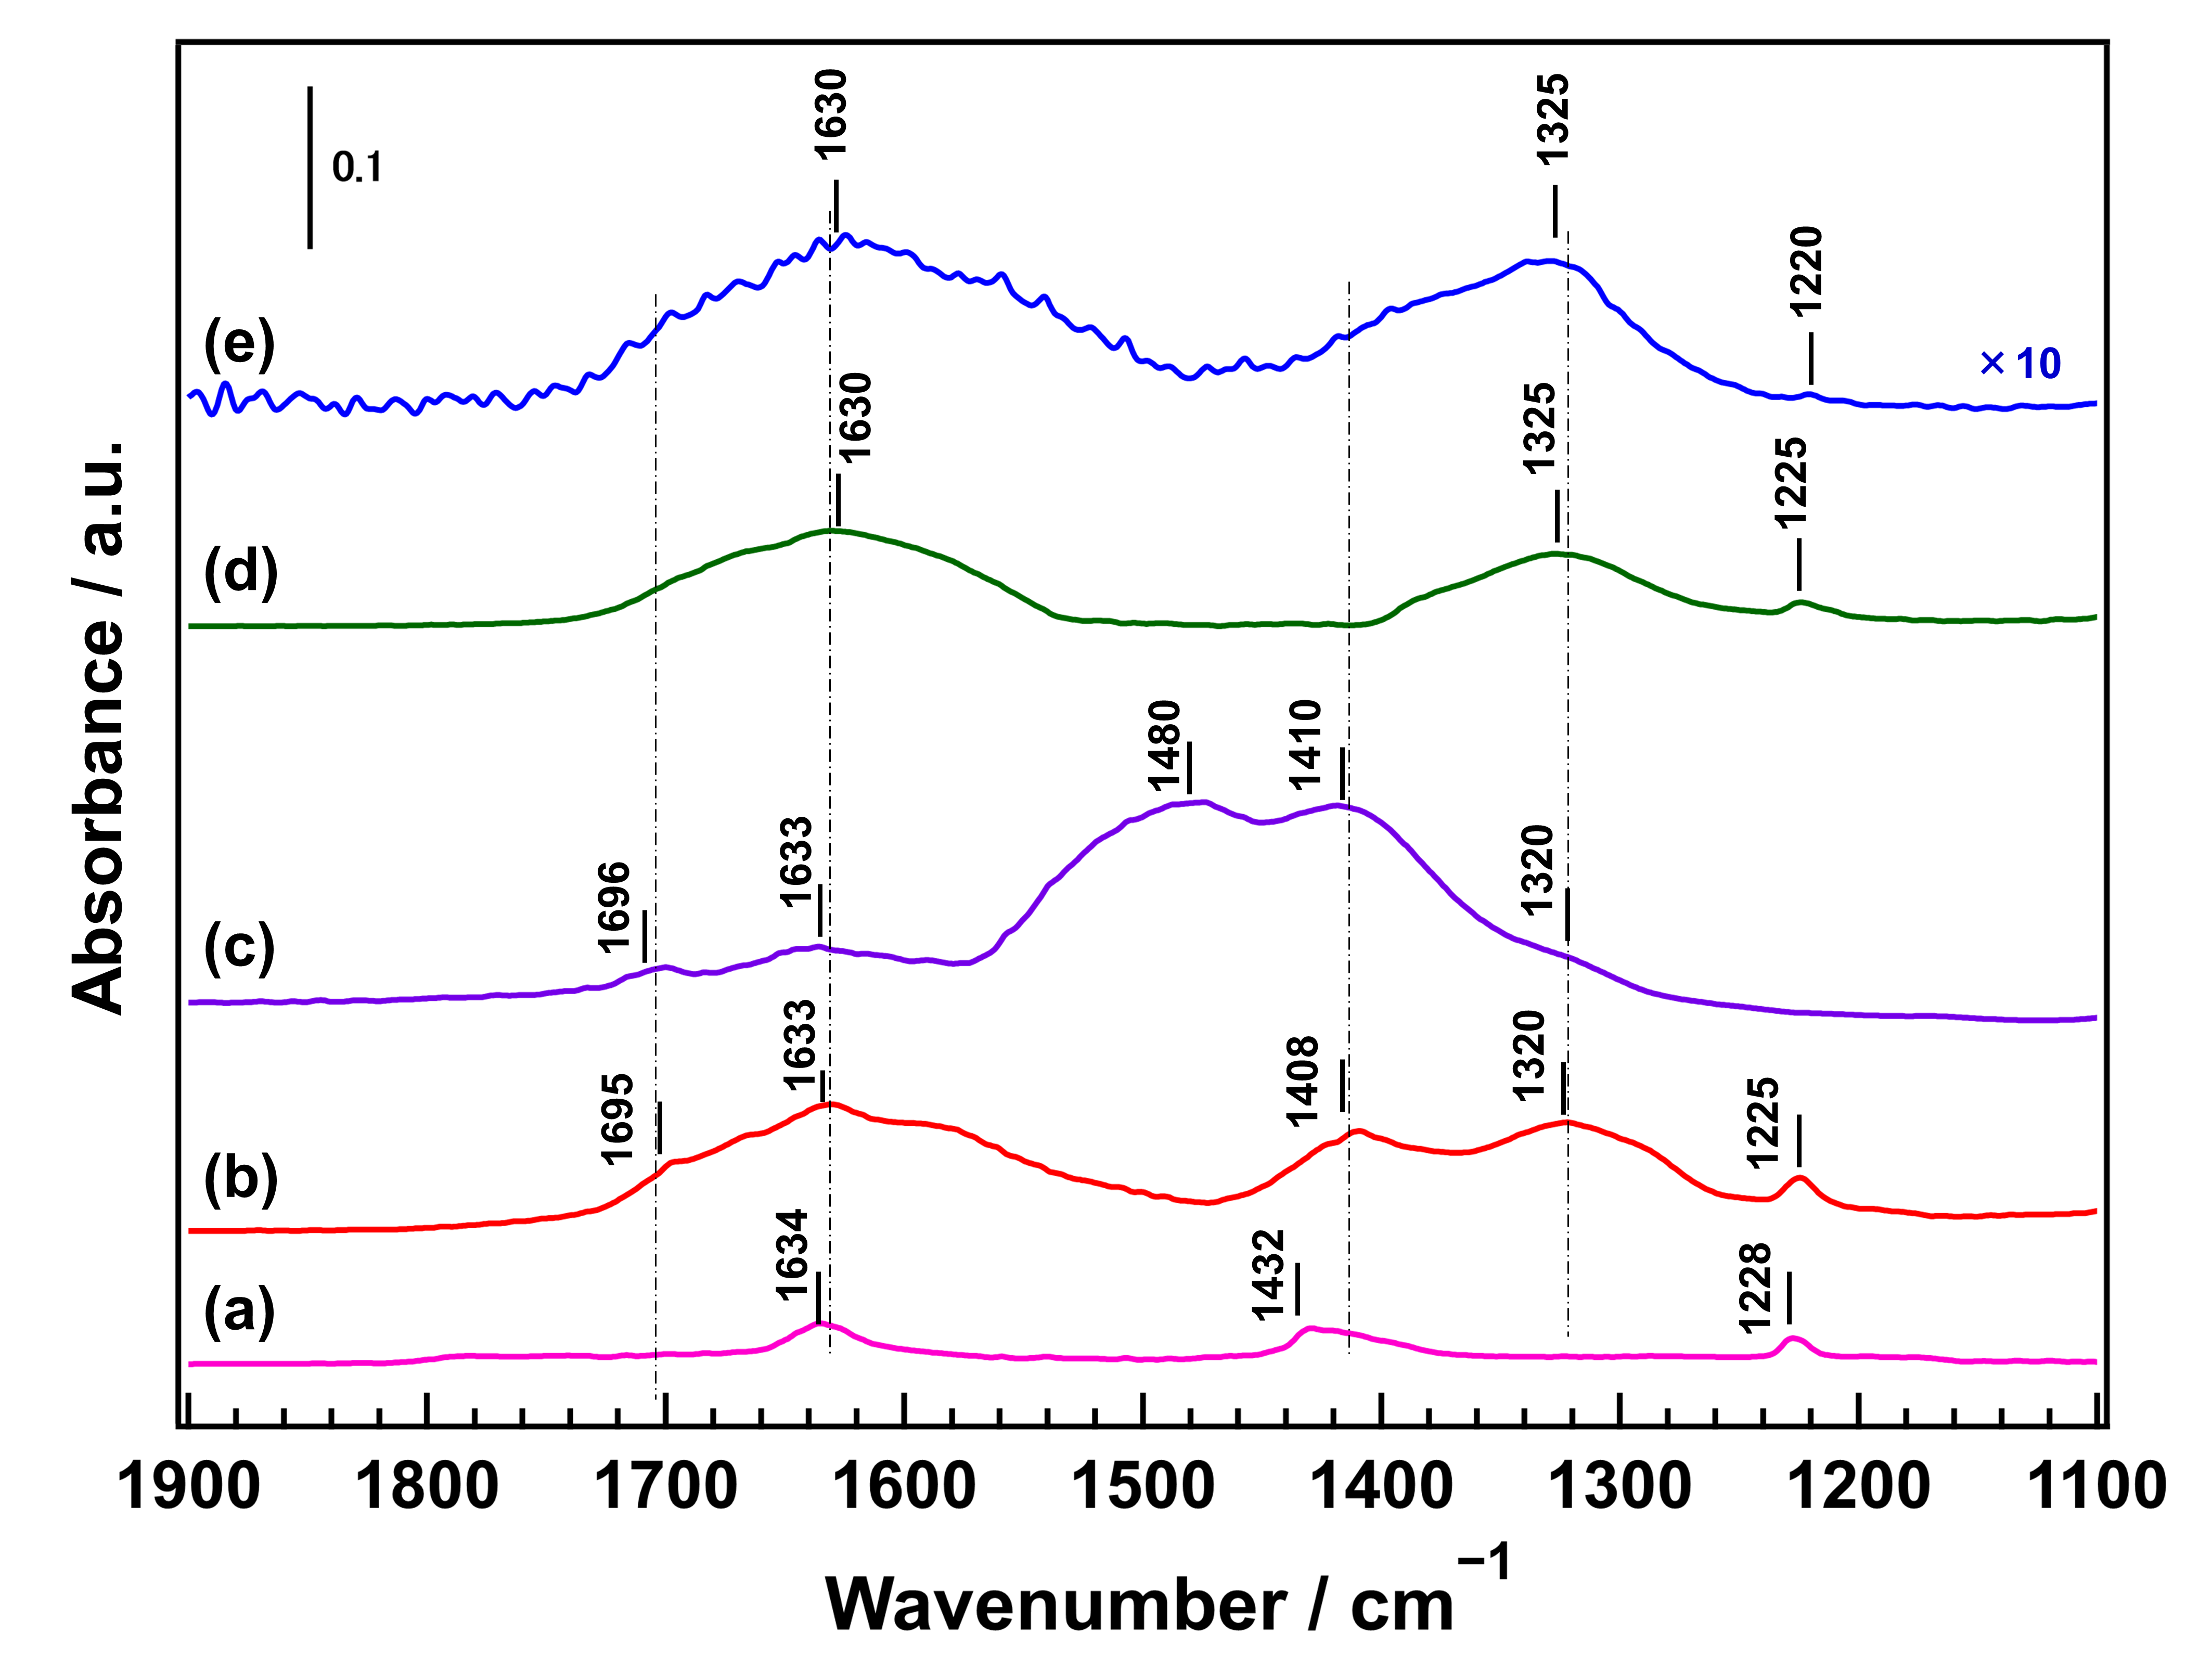 0.1
1630
1325
1220
(e)
× 10
1630
1325
1225
(d)
1480
1410
1696
1633
1320
(c)
1695
1633
1408
1320
1225
(b)
1634
1432
1228
(a)
Absorbance / a.u.
1900 1800 1700 1600 1500 1400 1300 1200 1100
Wavenumber / cm⁻¹